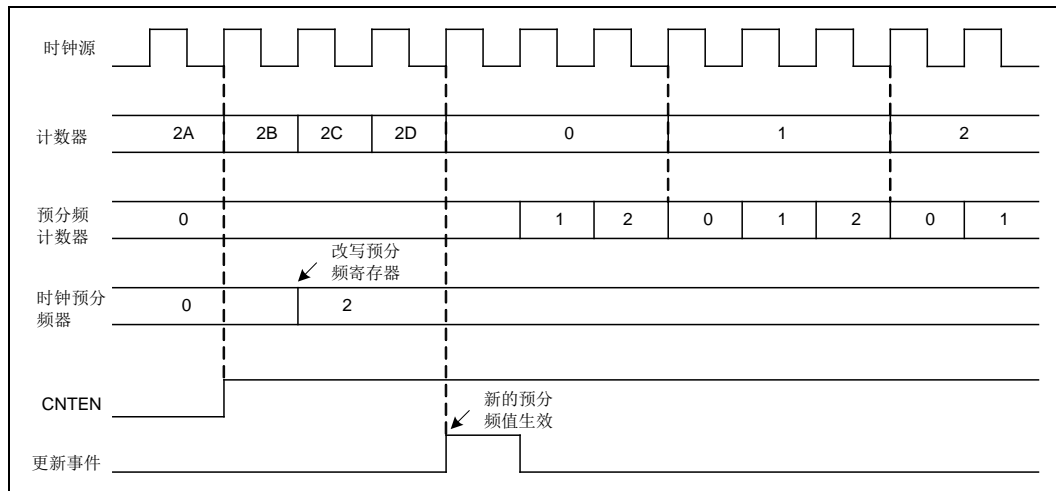 时钟源
计数器
2A 2B 2C 2D 0 1 2
预分频
计数器
0 1 2 0 1 2 0 1
改写预分
频寄存器
时钟预分
频器
0 2
CNTEN
新的预分
频值生效
更新事件